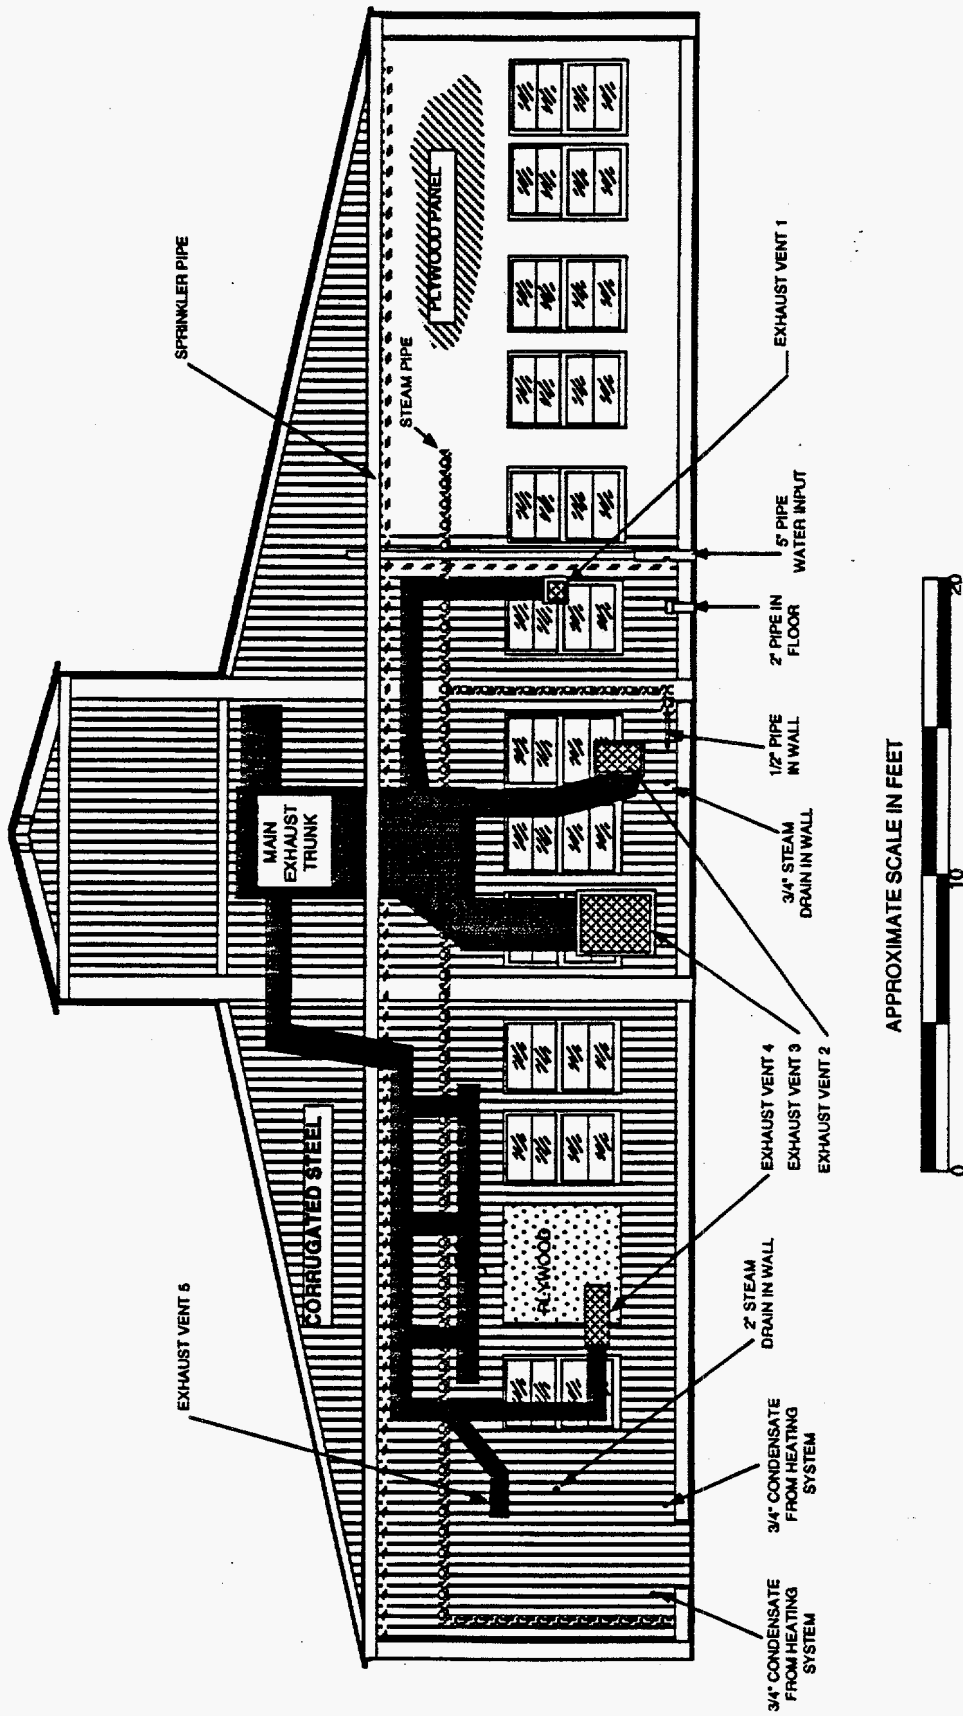 SPRINKLER PIPE
EXHAUST VENT 5
MAIN
EXHAUST
TRUNK
CORRUGATED STEEL
PLYWOOD PANEL
STEAM PIPE
PLYWOOD
EXHAUST VENT 1
3/4" CONDENSATE
FROM HEATING
SYSTEM
3/4" CONDENSATE
FROM HEATING
SYSTEM
2" STEAM
DRAIN IN WALL
EXHAUST VENT 4
EXHAUST VENT 3
EXHAUST VENT 2
3/4" STEAM
DRAIN IN WALL
1/2" PIPE
IN WALL
2" PIPE IN
FLOOR
5" PIPE
WATER INPUT
APPROXIMATE SCALE IN FEET
0
10
20